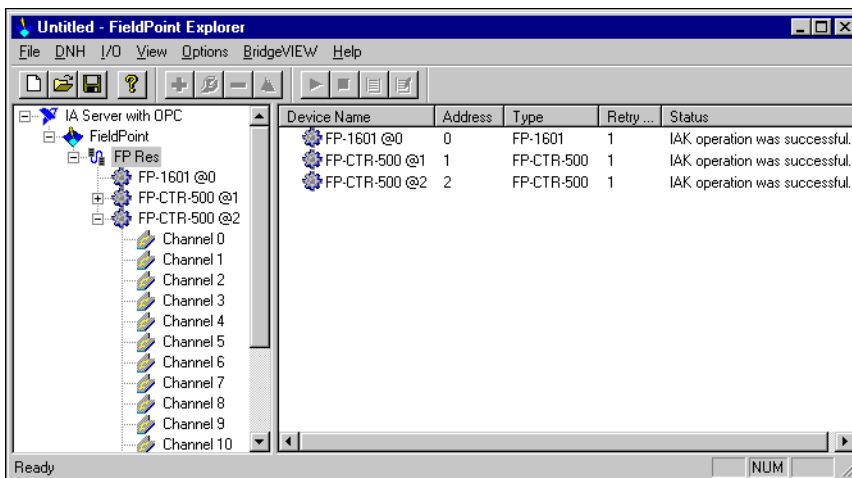 Untitled - FieldPoint Explorer
File DNH I/O View Options BridgeVIEW Help
IA Server with OPC
FieldPoint
FP Res
FP-1601 @0
FP-CTR-500 @1
FP-CTR-500 @2
Channel 0
Channel 1
Channel 2
Channel 3
Channel 4
Channel 5
Channel 6
Channel 7
Channel 8
Channel 9
Channel 10
Device Name Address Type Retry ... Status
FP-1601 @0 0 FP-1601 1 IAK operation was successful.
FP-CTR-500 @1 1 FP-CTR-500 1 IAK operation was successful.
FP-CTR-500 @2 2 FP-CTR-500 1 IAK operation was successful.
Ready NUM